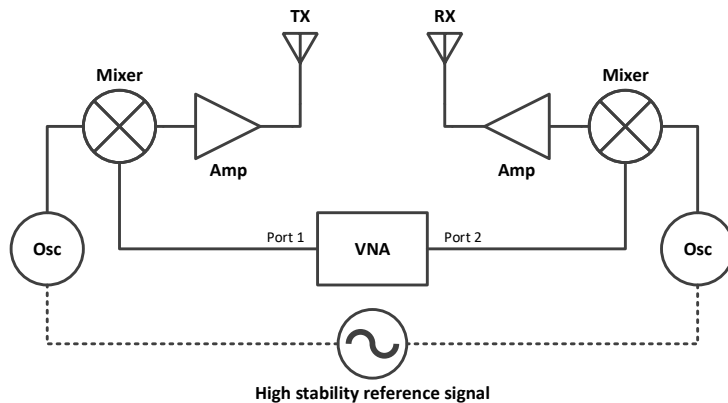 TX
RX
Mixer
Mixer
Amp
Amp
Osc
Port 1
VNA
Port 2
Osc
High stability reference signal